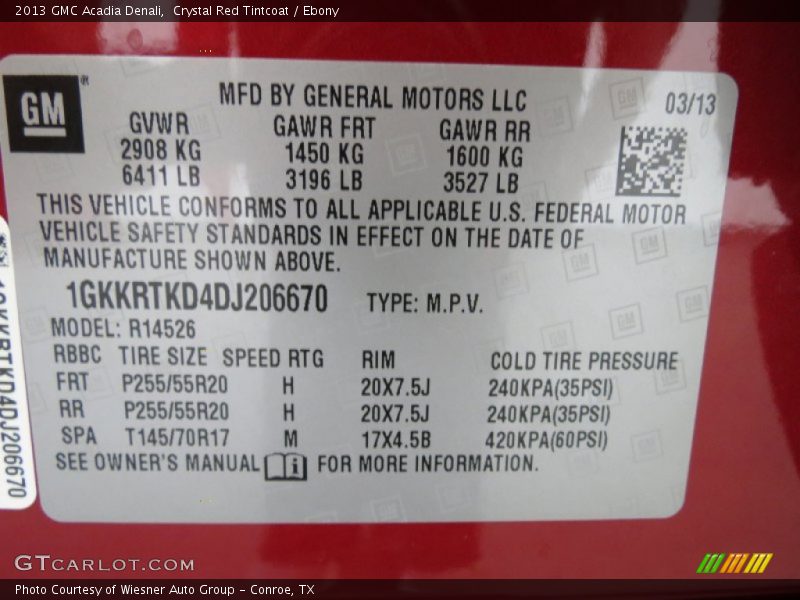 2013 GMC Acadia Denali,  Crystal Red Tintcoat / Ebony
GM®
MFD BY GENERAL MOTORS LLC
03/13
GVWR GAWR FRT GAWR RR
2908 KG 1450 KG 1600 KG
6411 LB 3196 LB 3527 LB
THIS VEHICLE CONFORMS TO ALL APPLICABLE U.S. FEDERAL MOTOR
VEHICLE SAFETY STANDARDS IN EFFECT ON THE DATE OF
MANUFACTURE SHOWN ABOVE.
1GKKRTKD4DJ206670 TYPE: M.P.V.
MODEL: R14526
RBBC TIRE SIZE SPEED RTG RIM COLD TIRE PRESSURE
FRT P255/55R20 H 20X7.5J 240KPA(35PSI)
RR P255/55R20 H 20X7.5J 240KPA(35PSI)
SPA T145/70R17 M 17X4.5B 420KPA(60PSI)
SEE OWNER'S MANUAL i FOR MORE INFORMATION.
1GKKRTKD4DJ206670
GTCARLOT.COM
Photo Courtesy of Wiesner Auto Group - Conroe, TX